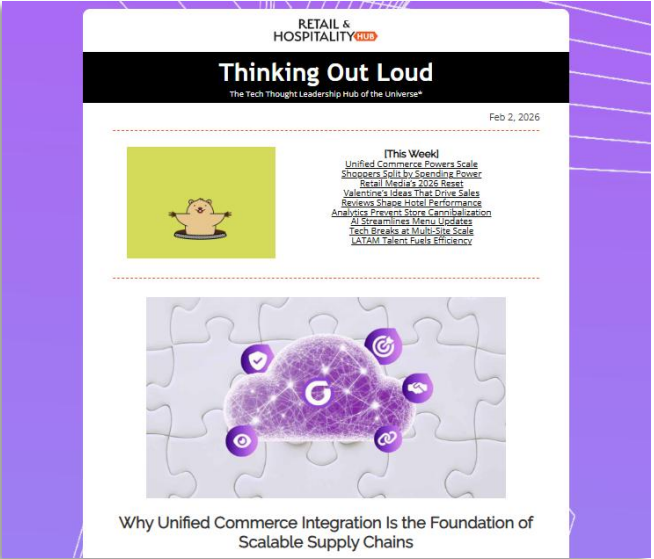 RETAIL &
HOSPITALITY HUB
Thinking Out Loud
The Tech Thought Leadership Hub of the Universe*
Feb 2, 2026
[This Week]
Unified Commerce Powers Scale
Shoppers Split by Spending Power
Retail Media's 2026 Reset
Valentine's Ideas That Drive Sales
Reviews Shape Hotel Performance
Analytics Prevent Store Cannibalization
AI Streamlines Menu Updates
Tech Breaks at Multi-Site Scale
LATAM Talent Fuels Efficiency
Why Unified Commerce Integration Is the Foundation of
Scalable Supply Chains